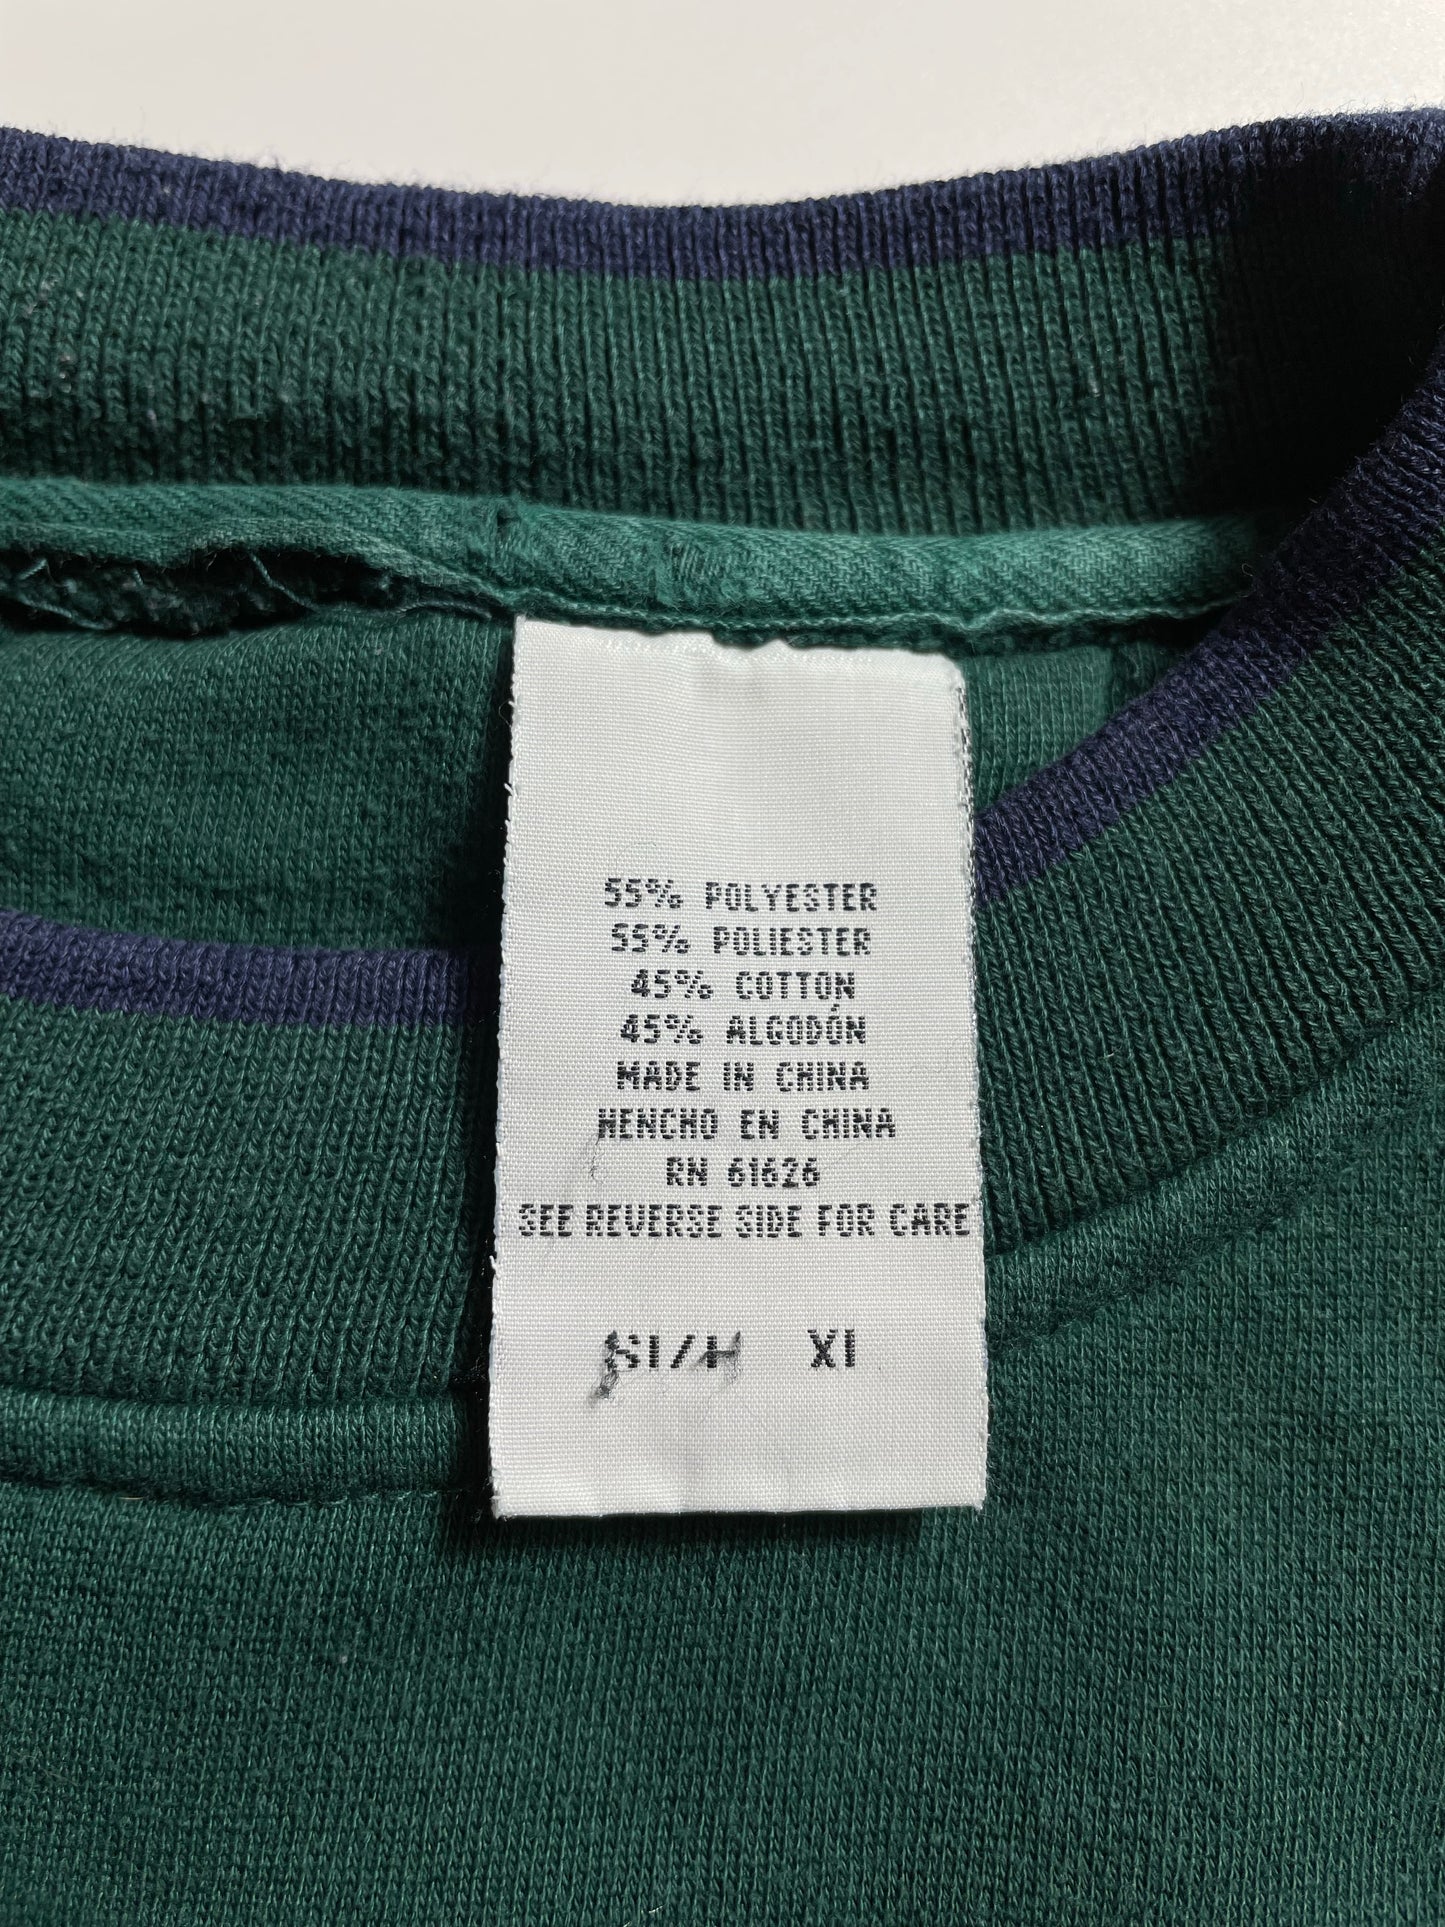 55% POLYESTER
55% POLIESTER
45% COTTON
45% ALGODÓN
MADE IN CHINA
HENCHO EN CHINA
RN 61626
SEE REVERSE SIDE FOR CARE
XI